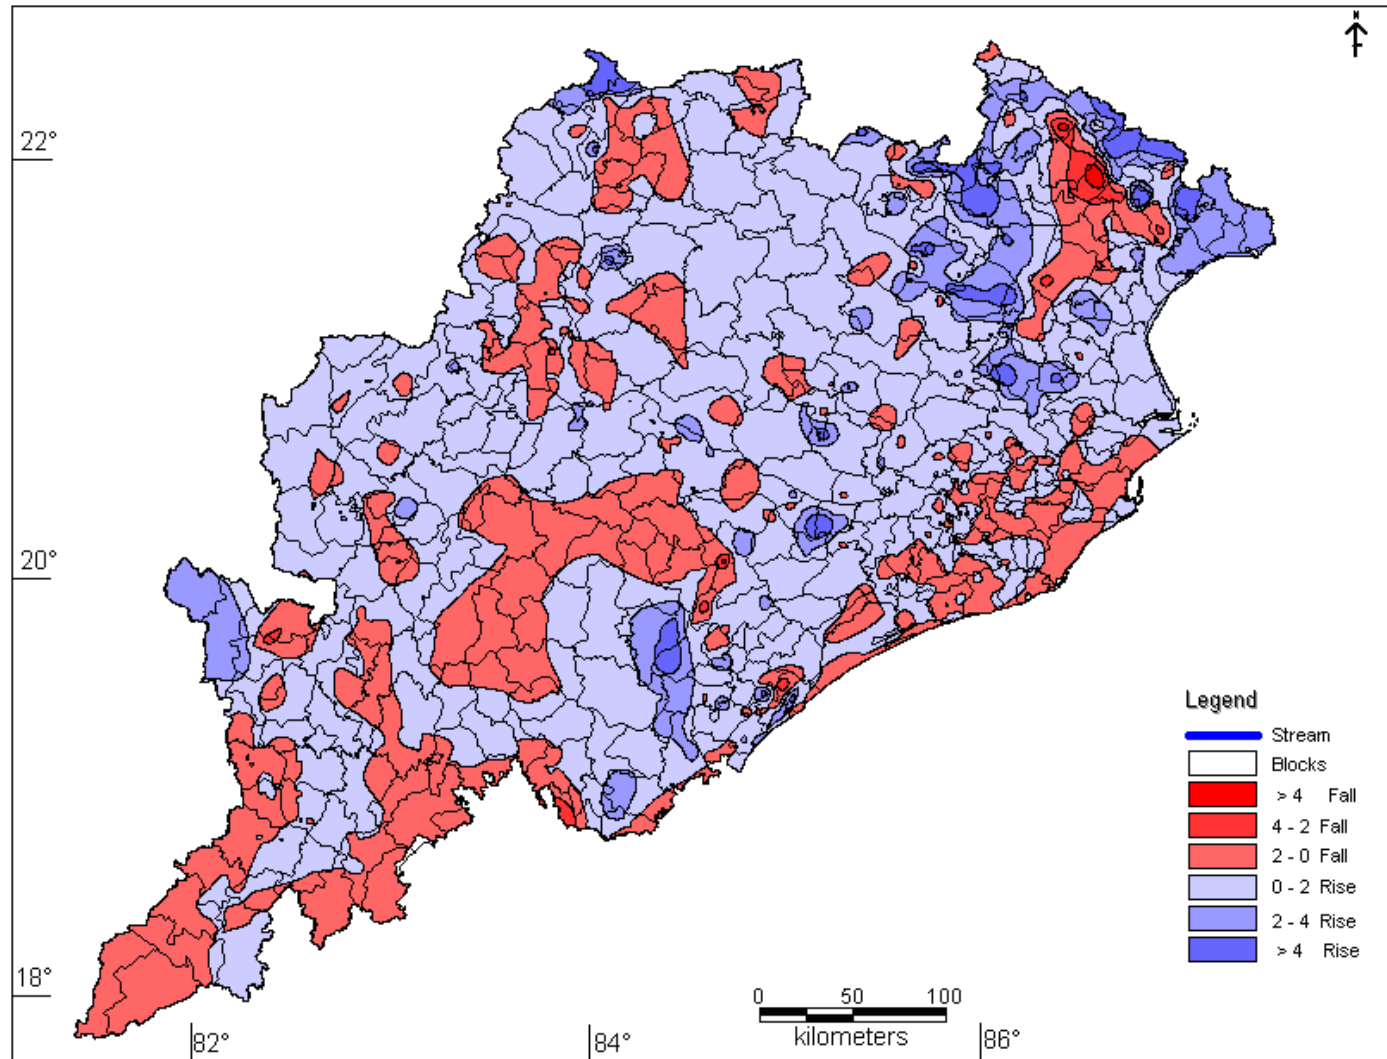 N
22°
20°
18°
82°
84°
86°
0 50 100
kilometers
Legend
Stream
Blocks
> 4 Fall
4 - 2 Fall
2 - 0 Fall
0 - 2 Rise
2 - 4 Rise
> 4 Rise